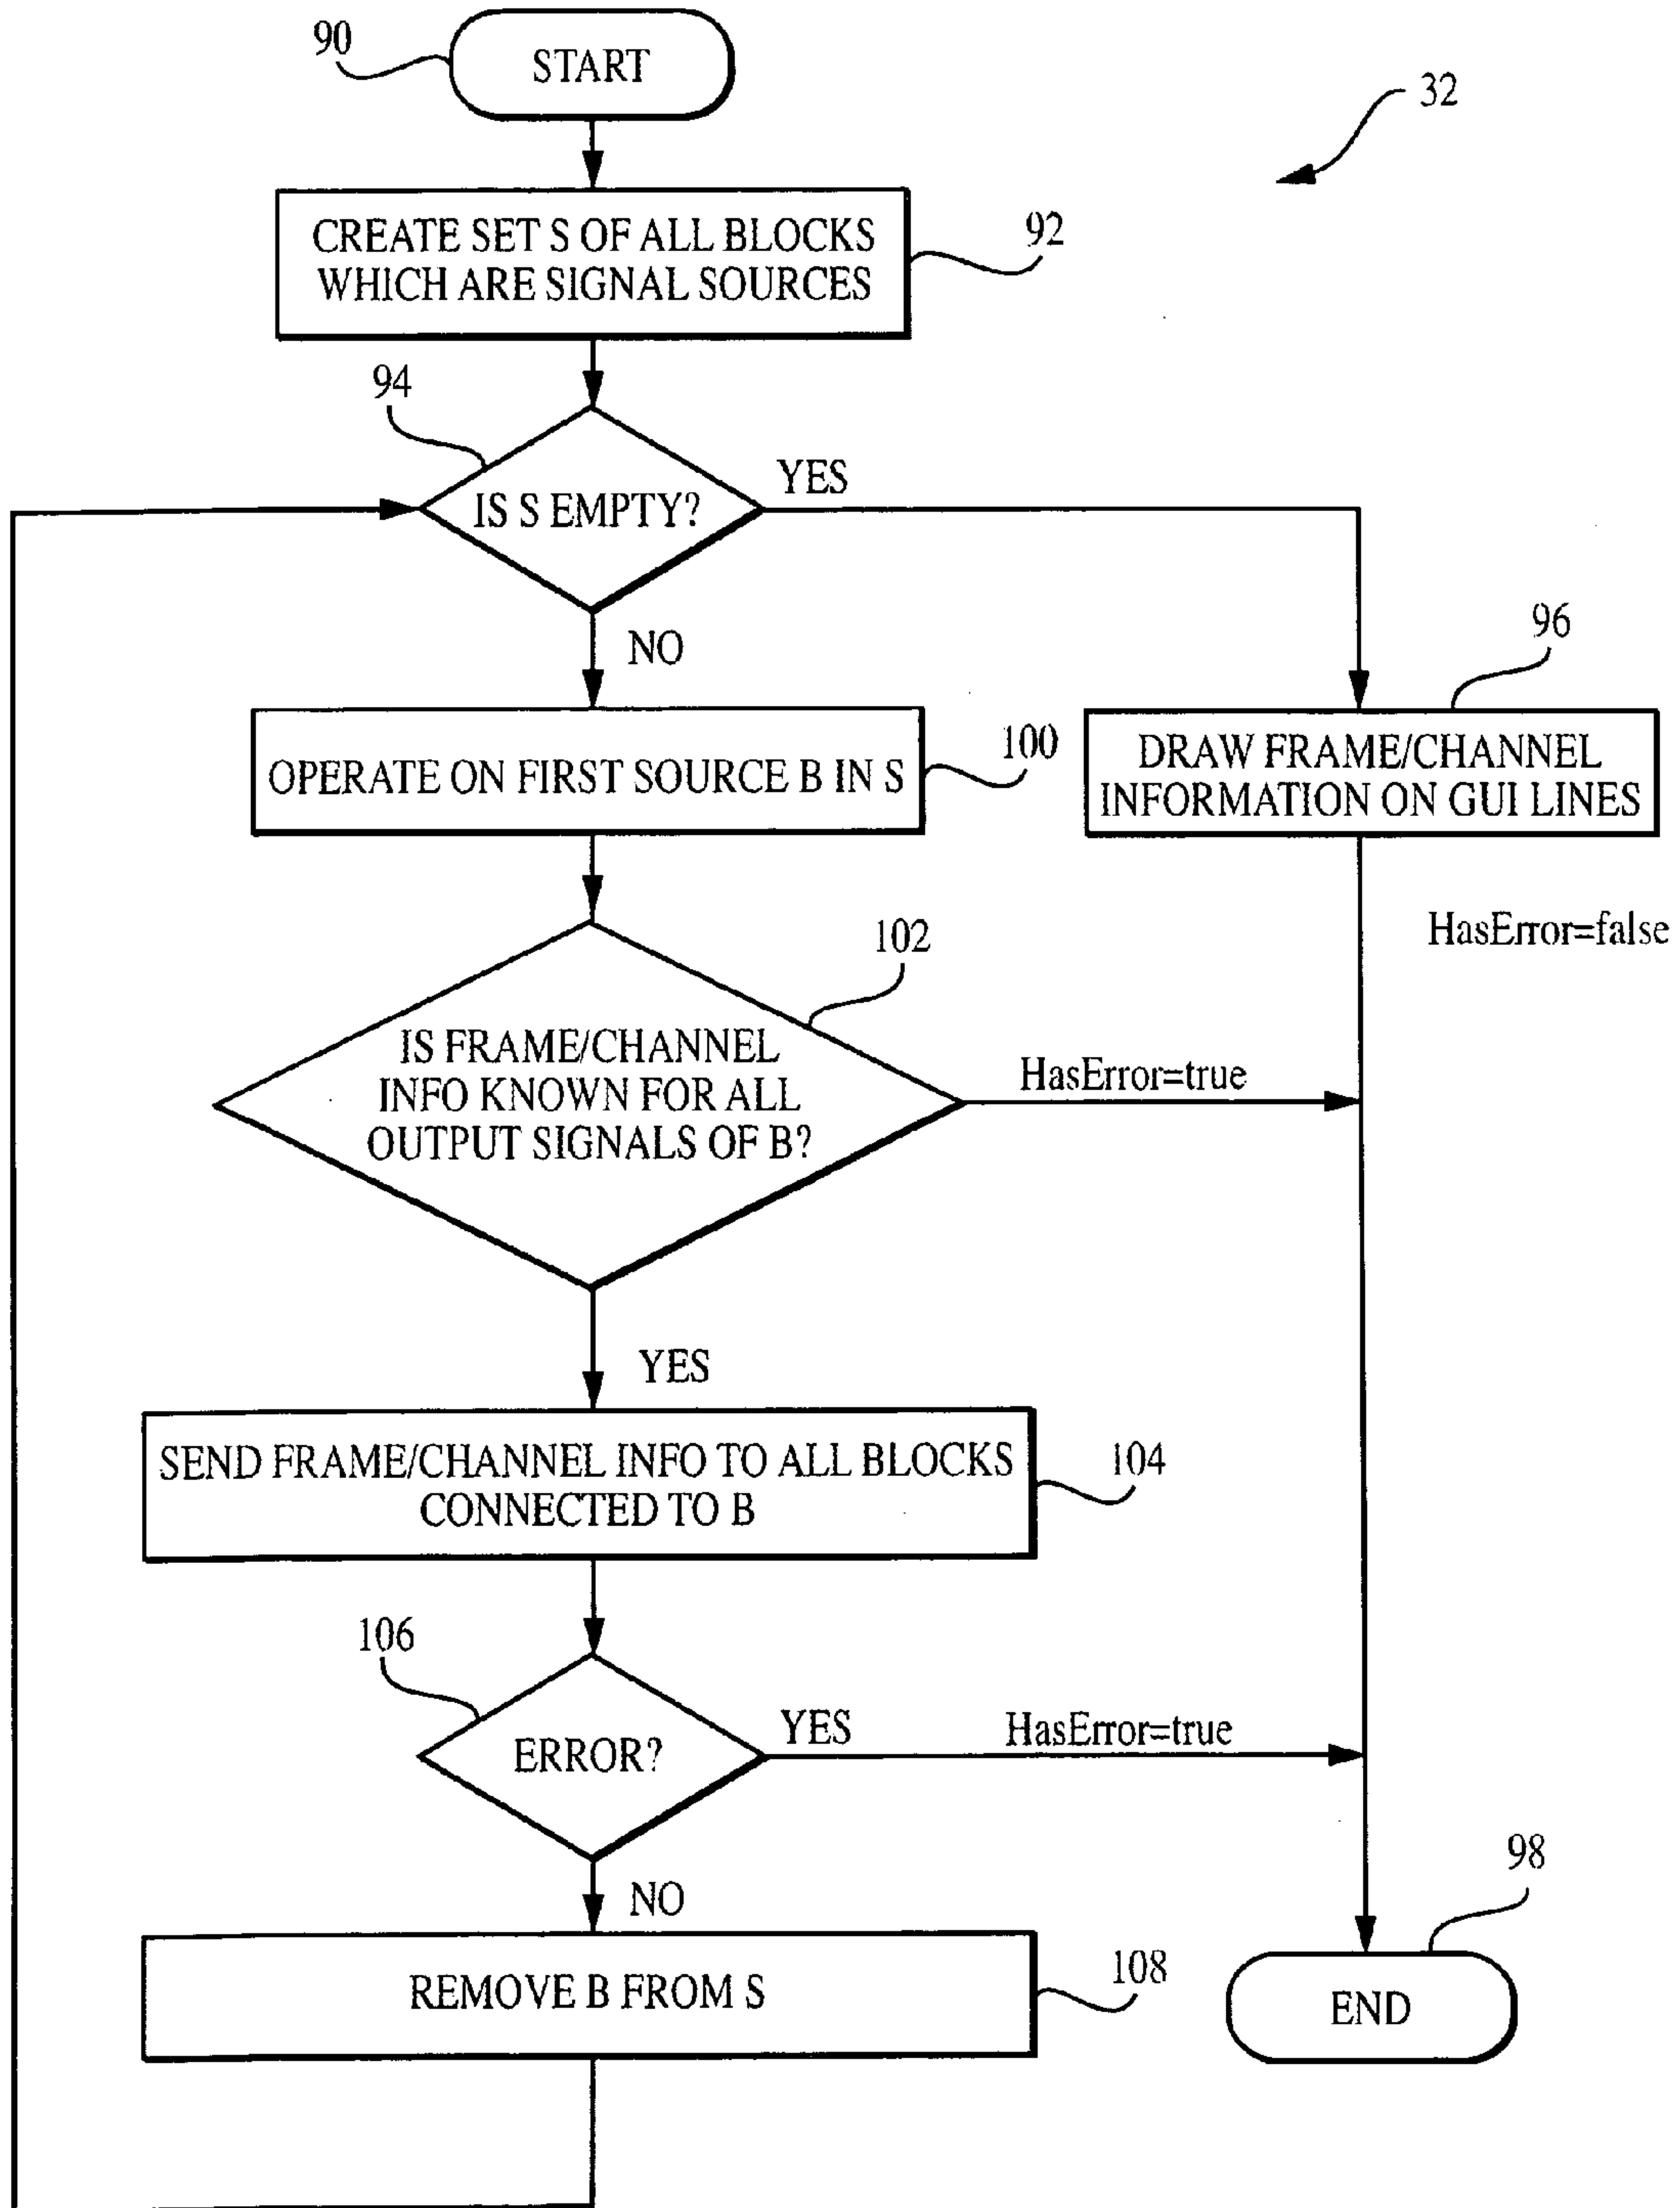 90
START
32
CREATE SET S OF ALL BLOCKS
WHICH ARE SIGNAL SOURCES
92
94
IS S EMPTY?
YES
NO
96
OPERATE ON FIRST SOURCE B IN S
100
DRAW FRAME/CHANNEL
INFORMATION ON GUI LINES
HasError=false
102
IS FRAME/CHANNEL
INFO KNOWN FOR ALL
OUTPUT SIGNALS OF B?
HasError=true
YES
SEND FRAME/CHANNEL INFO TO ALL BLOCKS
CONNECTED TO B
104
106
ERROR?
YES
HasError=true
NO
98
REMOVE B FROM S
108
END